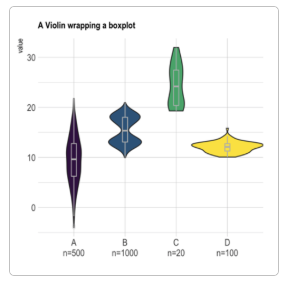 A Violin wrapping a boxplot
value
30
20
10
0
A B C D
n=500 n=1000 n=20 n=100